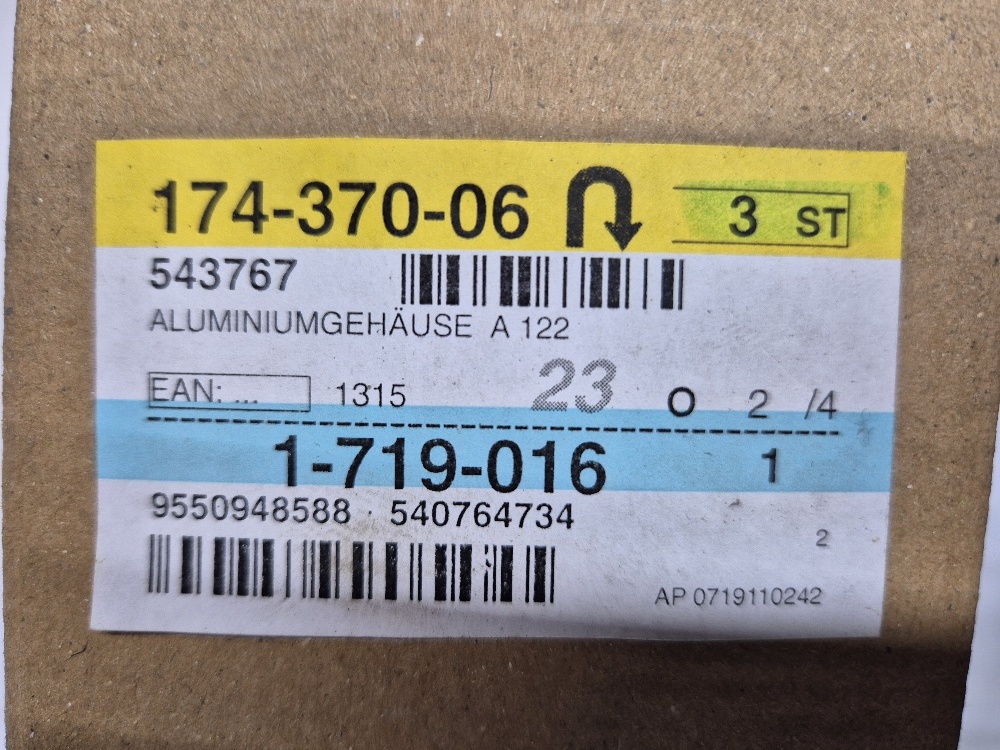 174-370-06 3 ST
543767
ALUMINIUMGEHÄUSE A 122
EAN: ... 1315 23 O 2 /4
1-719-016 1
9550948588 · 540764734
2
AP 0719110242